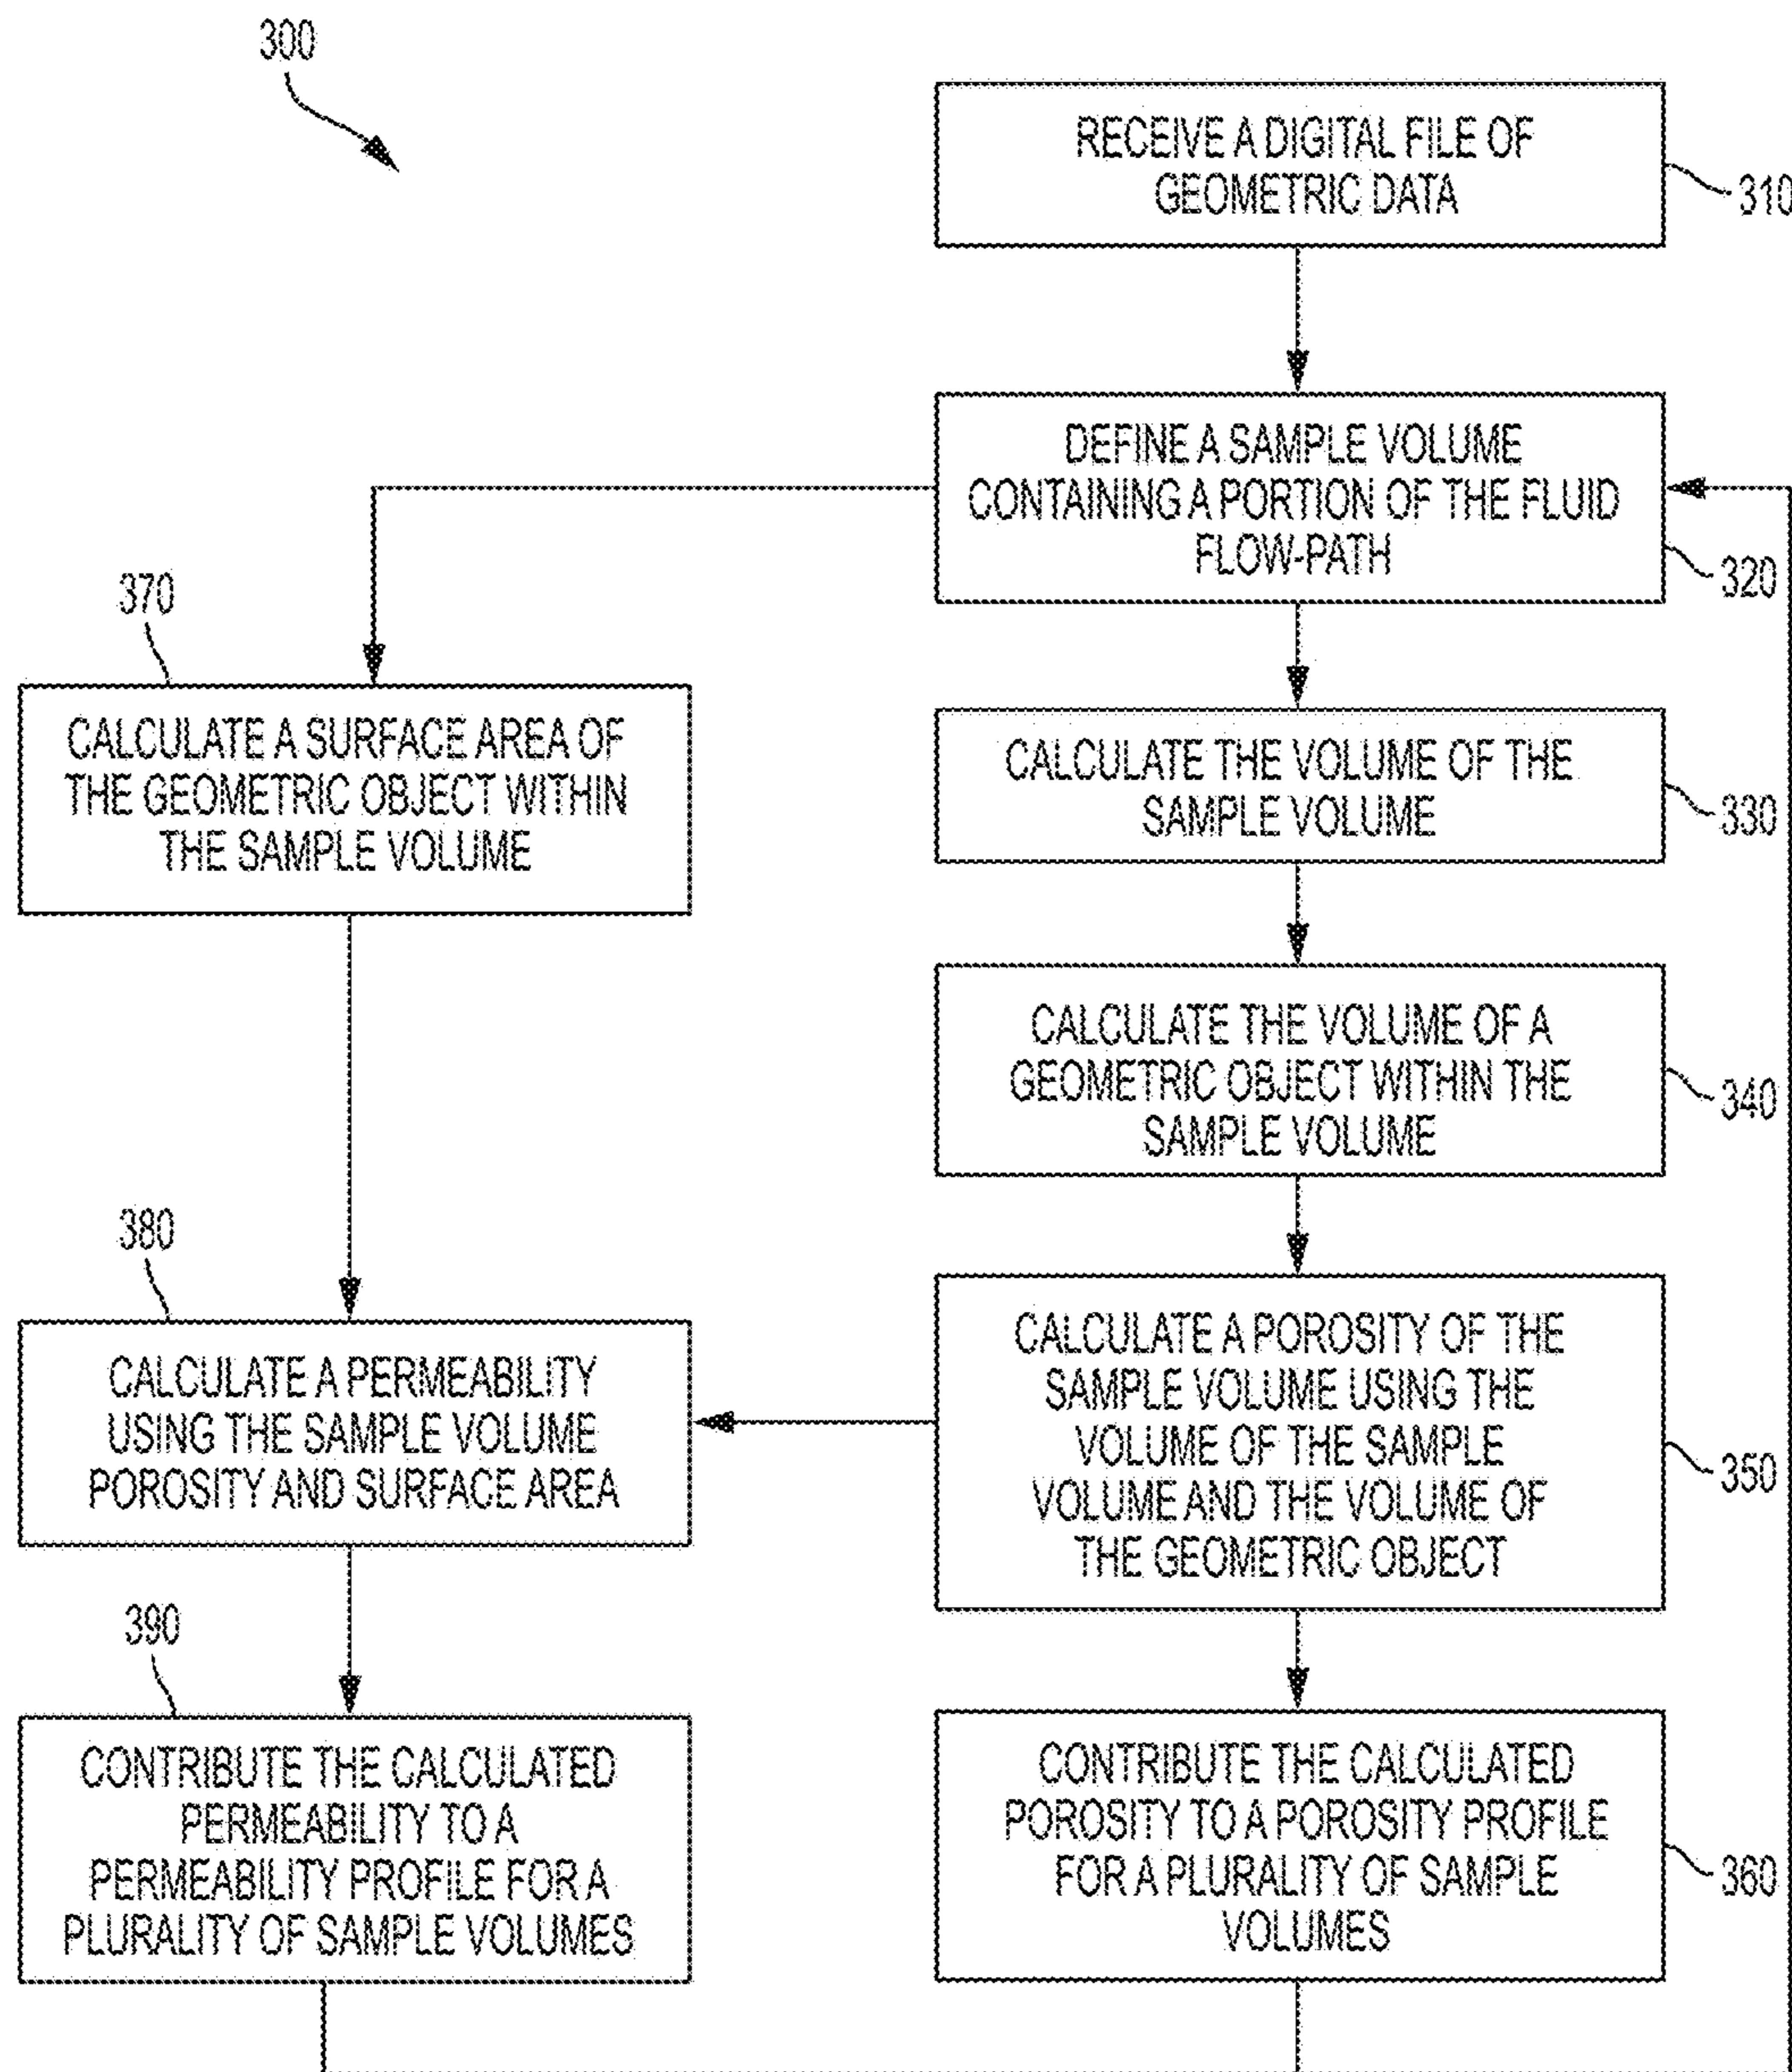 300
RECEIVE A DIGITAL FILE OF
GEOMETRIC DATA
310
DEFINE A SAMPLE VOLUME
CONTAINING A PORTION OF THE FLUID
FLOW-PATH
320
370
CALCULATE A SURFACE AREA OF
THE GEOMETRIC OBJECT WITHIN
THE SAMPLE VOLUME
CALCULATE THE VOLUME OF THE
SAMPLE VOLUME
330
CALCULATE THE VOLUME OF A
GEOMETRIC OBJECT WITHIN THE
SAMPLE VOLUME
340
380
CALCULATE A PERMEABILITY
USING THE SAMPLE VOLUME
POROSITY AND SURFACE AREA
CALCULATE A POROSITY OF THE
SAMPLE VOLUME USING THE
VOLUME OF THE SAMPLE
VOLUME AND THE VOLUME OF
THE GEOMETRIC OBJECT
350
390
CONTRIBUTE THE CALCULATED
PERMEABILITY TO A
PERMEABILITY PROFILE FOR A
PLURALITY OF SAMPLE VOLUMES
CONTRIBUTE THE CALCULATED
POROSITY TO A POROSITY PROFILE
FOR A PLURALITY OF SAMPLE
VOLUMES
360